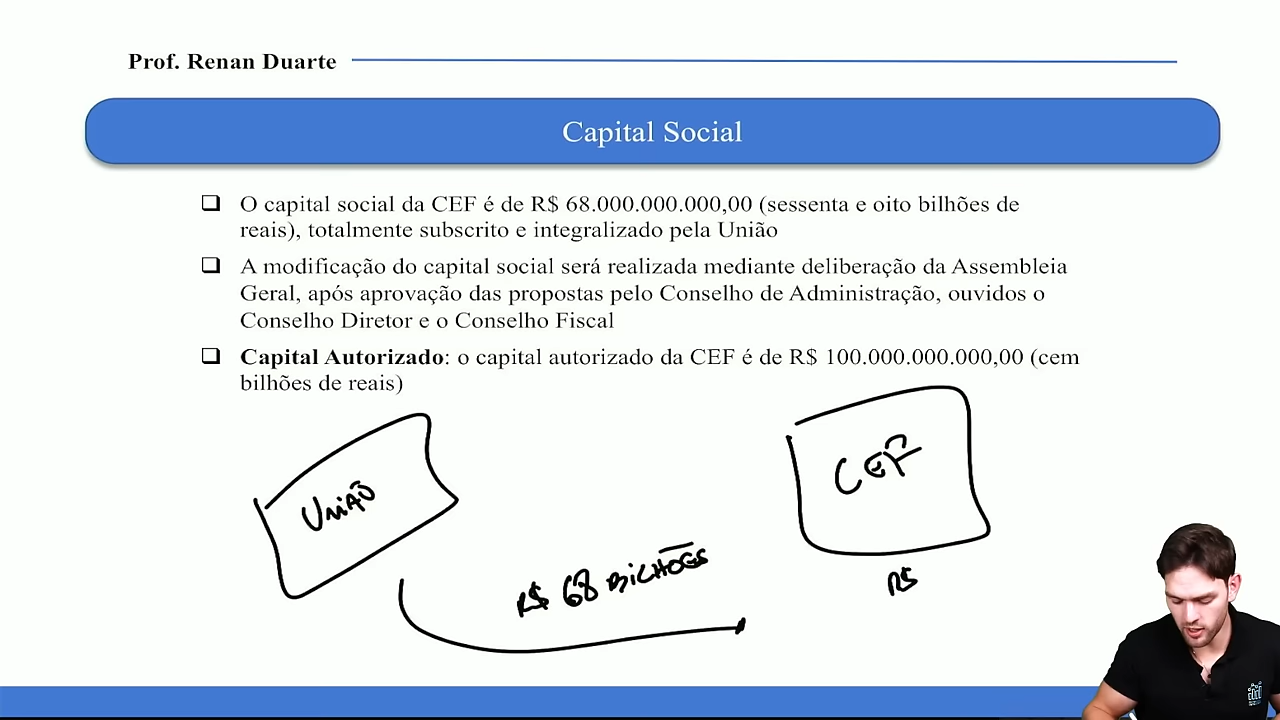 Prof. Renan Duarte
Capital Social
O capital social da CEF é de R$ 68.000.000.000,00 (sessenta e oito bilhões de
reais), totalmente subscrito e integralizado pela União
A modificação do capital social será realizada mediante deliberação da Assembleia
Geral, após aprovação das propostas pelo Conselho de Administração, ouvidos o
Conselho Diretor e o Conselho Fiscal
Capital Autorizado: o capital autorizado da CEF é de R$ 100.000.000.000,00 (cem
bilhões de reais)
UNIÃO
CEF
R$ 68 BILHÕES
R$